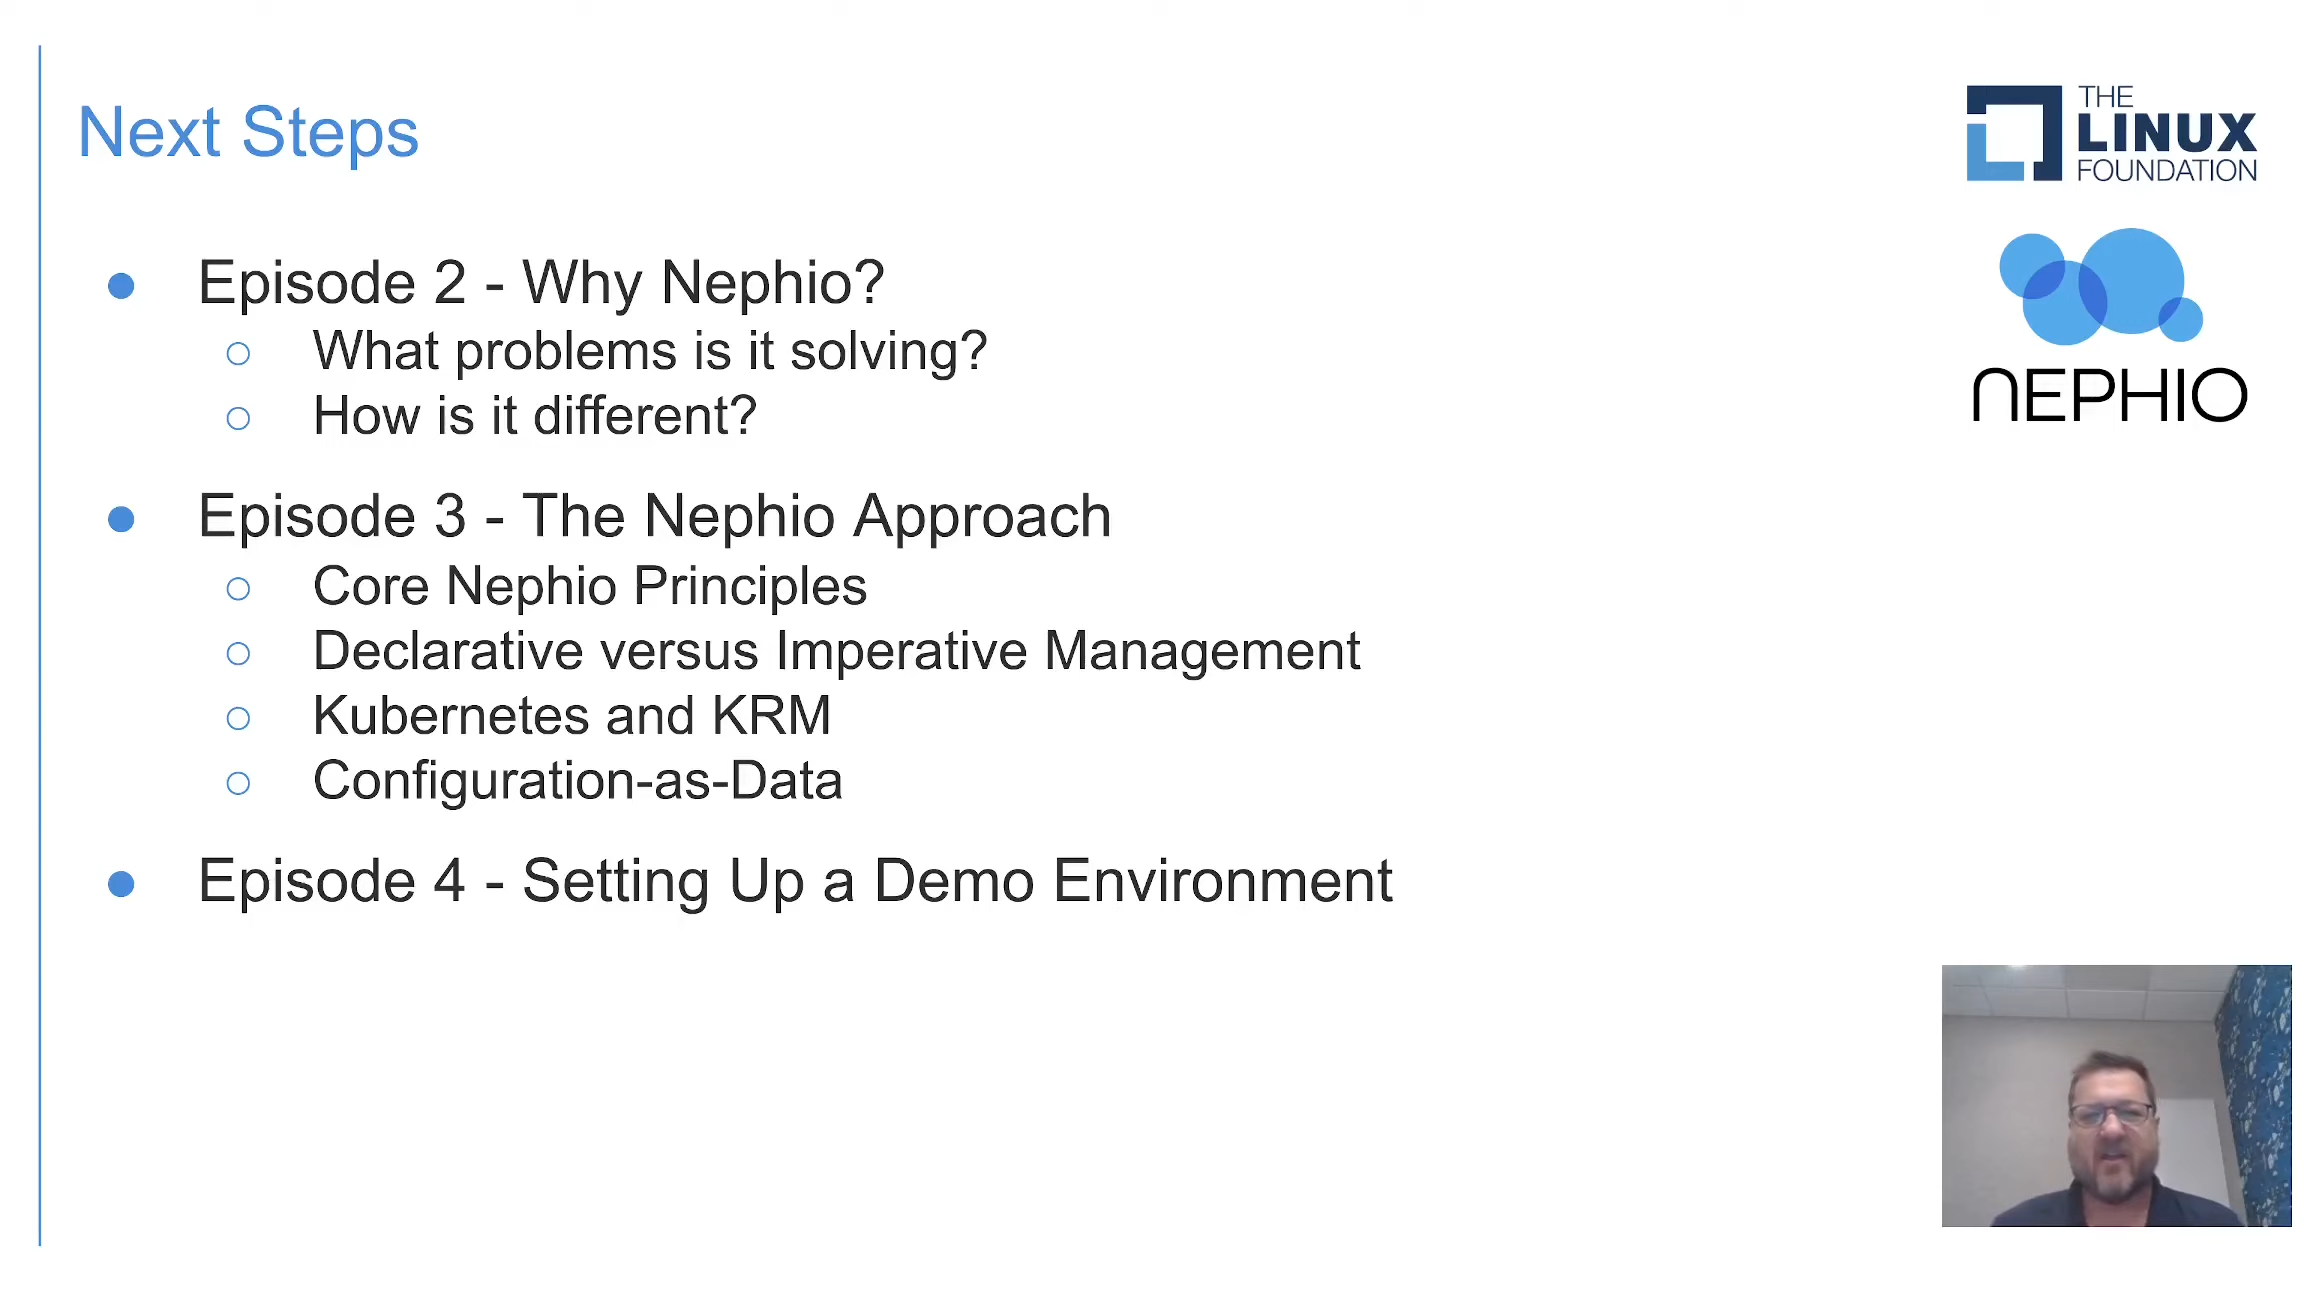 Next Steps
THE
LINUX
FOUNDATION
NEPHIO
● Episode 2 - Why Nephio?
○ What problems is it solving?
○ How is it different?
● Episode 3 - The Nephio Approach
○ Core Nephio Principles
○ Declarative versus Imperative Management
○ Kubernetes and KRM
○ Configuration-as-Data
● Episode 4 - Setting Up a Demo Environment